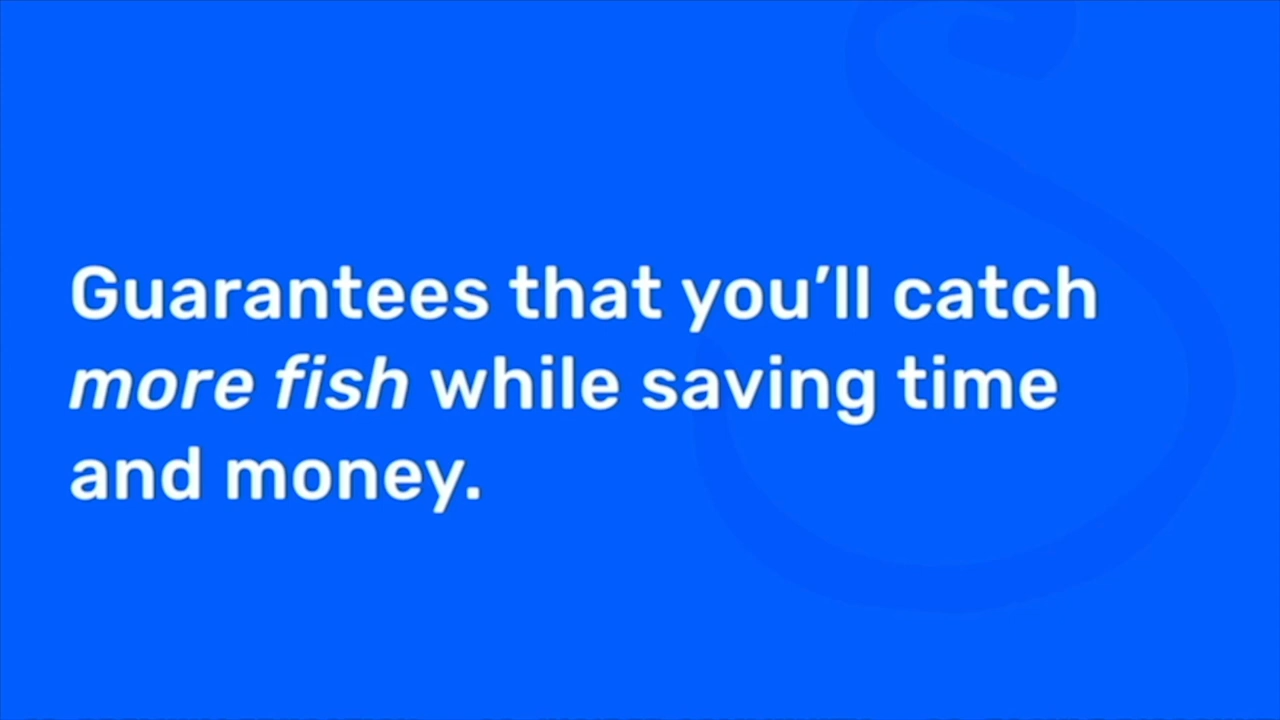 Guarantees that you’ll catch
more fish while saving time
and money.